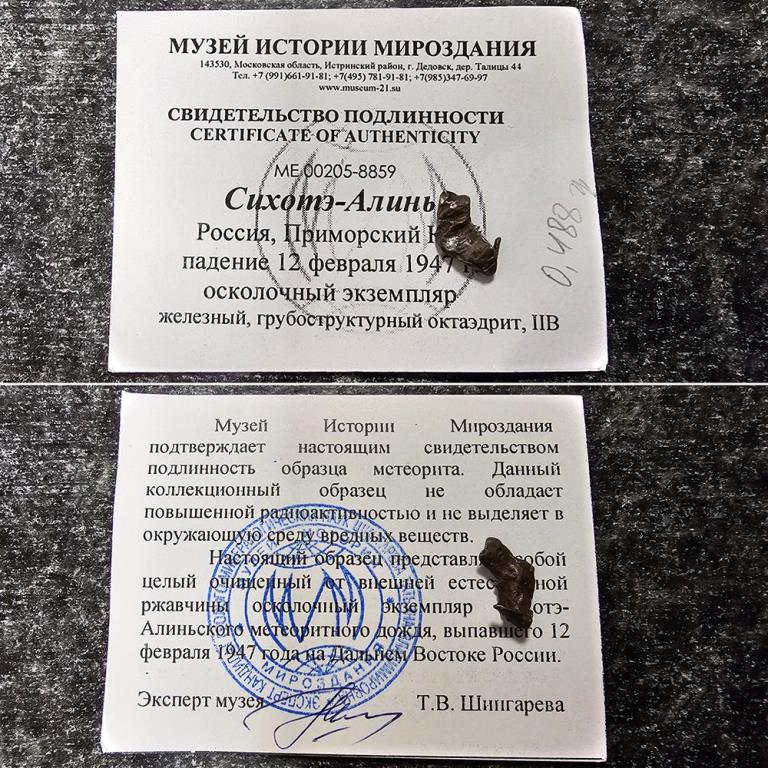 МУЗЕЙ ИСТОРИИ МИРОЗДАНИЯ
143530, Московская область, Истринский район, г. Дедовск, дер. Талицы 44
Тел. +7 (991)661-91-81; +7(495) 781-91-81; +7(985)347-69-97
www.museum-21.su
СВИДЕТЕЛЬСТВО ПОДЛИННОСТИ
CERTIFICATE OF AUTHENTICITY
ME 00205-8859
Сихотэ-Алинь
Россия, Приморский
падение 12 февраля 1947
осколочный экземпляр
железный, грубоструктурный октаэдрит, IIB
0,488 г
Музей Истории Мироздания
подтверждает настоящим свидетельством
подлинность образца метеорита. Данный
коллекционный образец не обладает
повышенной радиоактивностью и не выделяет в
окружающую среду вредных веществ.
Настоящий образец собой
целый очищенный от внешней
ржавчины осколочный экземпляр
Алиньского метеоритного дождя, выпавшего 12
февраля 1947 года на Дальнем Востоке России.
Эксперт музея Т.В. Шингарева
МИРОЗДАНИЯ